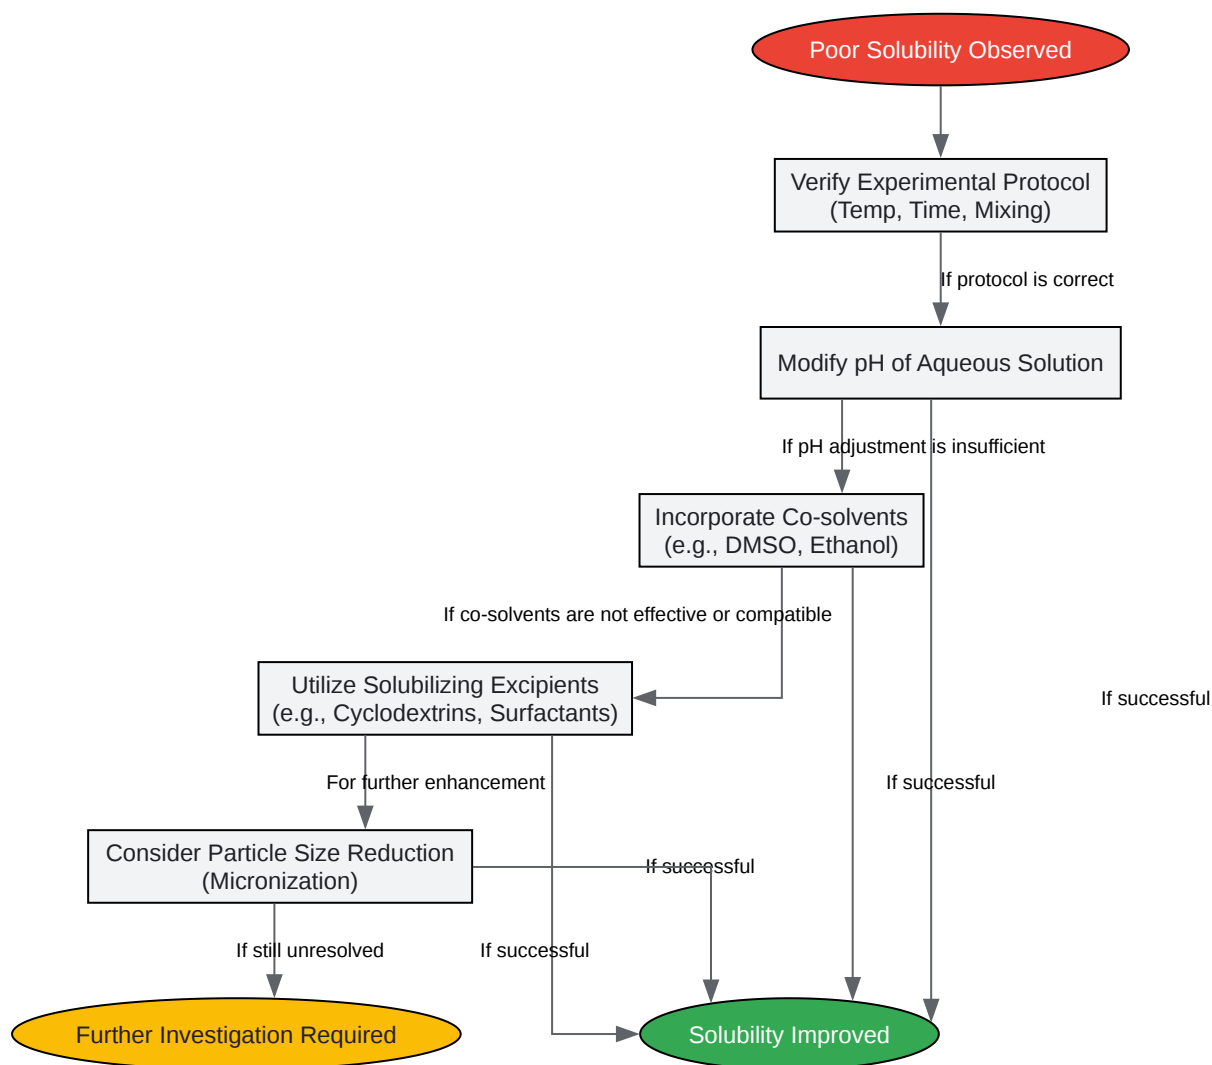 Poor Solubility Observed
Verify Experimental Protocol
(Temp, Time, Mixing)
If protocol is correct
Modify pH of Aqueous Solution
If pH adjustment is insufficient
Incorporate Co-solvents
(e.g., DMSO, Ethanol)
If co-solvents are not effective or compatible
Utilize Solubilizing Excipients
(e.g., Cyclodextrins, Surfactants)
If successful
For further enhancement
If successful
Consider Particle Size Reduction
(Micronization)
If successful
If still unresolved
If successful
Further Investigation Required
Solubility Improved